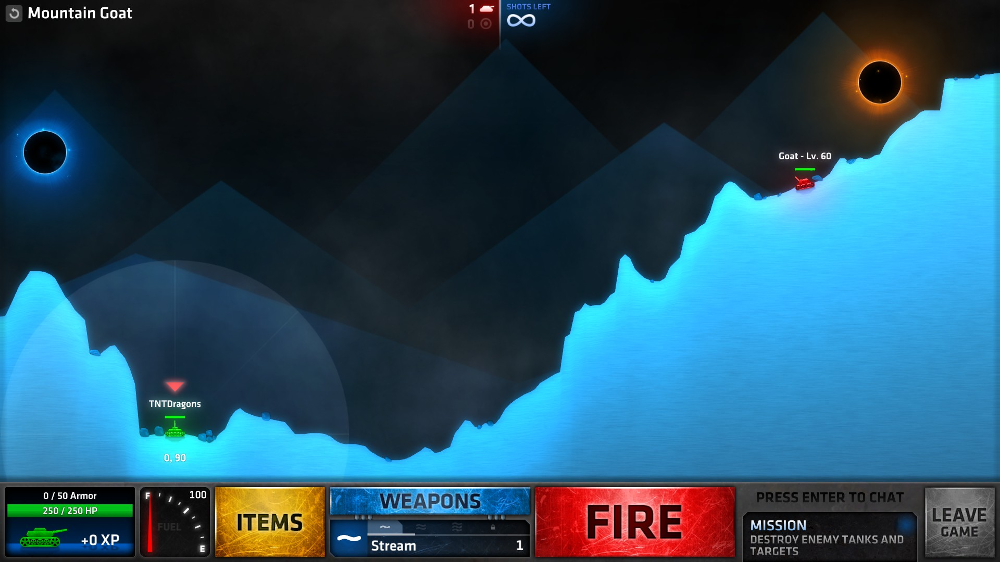 Mountain Goat
1
0
SHOTS LEFT
Goat - Lv. 60
TNTDragons
0, 90
0 / 50 Armor
250 / 250 HP
+0 XP
F
100
FUEL
E
ITEMS
WEAPONS
Stream
1
FIRE
PRESS ENTER TO CHAT
MISSION
DESTROY ENEMY TANKS AND
TARGETS
LEAVE
GAME